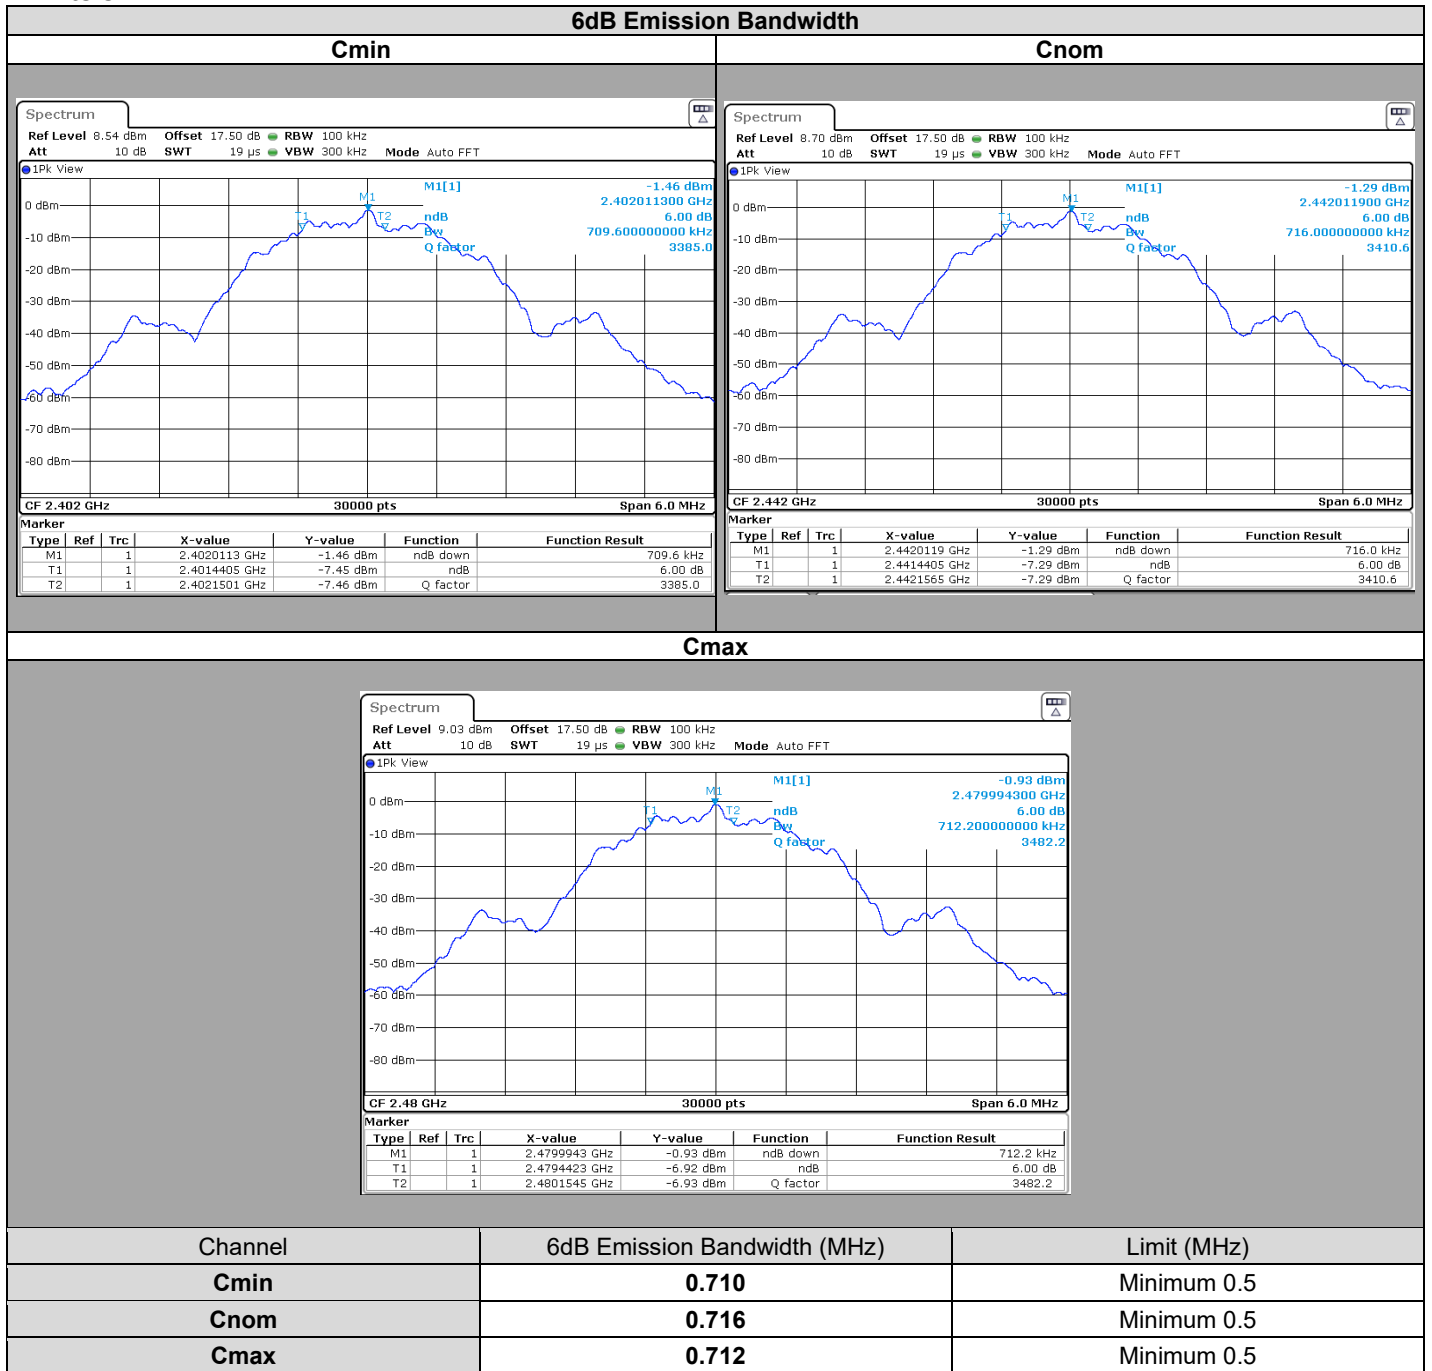 6dB Emission Bandwidth
Cmin Cnom
Spectrum
Ref Level 8.54 dBm Offset 17.50 dB RBW 100 kHz
Att 10 dB SWT 19 µs VBW 300 kHz Mode Auto FFT
1Pk View
M1[1] -1.46 dBm
2.402011300 GHz
ndB 6.00 dB
Bw 709.600000000 kHz
Q factor 3385.0
M1
T1
T2
0 dBm
-10 dBm
-20 dBm
-30 dBm
-40 dBm
-50 dBm
-60 dBm
-70 dBm
-80 dBm
CF 2.402 GHz 30000 pts Span 6.0 MHz
Marker
Type Ref Trc X-value Y-value Function Function Result
M1 1 2.4020113 GHz -1.46 dBm ndB down 709.6 kHz
T1 1 2.4014405 GHz -7.45 dBm ndB 6.00 dB
T2 1 2.4021501 GHz -7.46 dBm Q factor 3385.0
Spectrum
Ref Level 8.70 dBm Offset 17.50 dB RBW 100 kHz
Att 10 dB SWT 19 µs VBW 300 kHz Mode Auto FFT
1Pk View
M1[1] -1.29 dBm
2.442011900 GHz
ndB 6.00 dB
Bw 716.000000000 kHz
Q factor 3410.6
M1
T1
T2
0 dBm
-10 dBm
-20 dBm
-30 dBm
-40 dBm
-50 dBm
-60 dBm
-70 dBm
-80 dBm
CF 2.442 GHz 30000 pts Span 6.0 MHz
Marker
Type Ref Trc X-value Y-value Function Function Result
M1 1 2.4420119 GHz -1.29 dBm ndB down 716.0 kHz
T1 1 2.4414405 GHz -7.29 dBm ndB 6.00 dB
T2 1 2.4421565 GHz -7.29 dBm Q factor 3410.6
Cmax
Spectrum
Ref Level 9.03 dBm Offset 17.50 dB RBW 100 kHz
Att 10 dB SWT 19 µs VBW 300 kHz Mode Auto FFT
1Pk View
M1[1] -0.93 dBm
2.479994300 GHz
ndB 6.00 dB
Bw 712.200000000 kHz
Q factor 3482.2
M1
T1
T2
0 dBm
-10 dBm
-20 dBm
-30 dBm
-40 dBm
-50 dBm
-60 dBm
-70 dBm
-80 dBm
CF 2.48 GHz 30000 pts Span 6.0 MHz
Marker
Type Ref Trc X-value Y-value Function Function Result
M1 1 2.4799943 GHz -0.93 dBm ndB down 712.2 kHz
T1 1 2.4794423 GHz -6.92 dBm ndB 6.00 dB
T2 1 2.4801545 GHz -6.93 dBm Q factor 3482.2
Channel 6dB Emission Bandwidth (MHz) Limit (MHz)
Cmin 0.710 Minimum 0.5
Cnom 0.716 Minimum 0.5
Cmax 0.712 Minimum 0.5